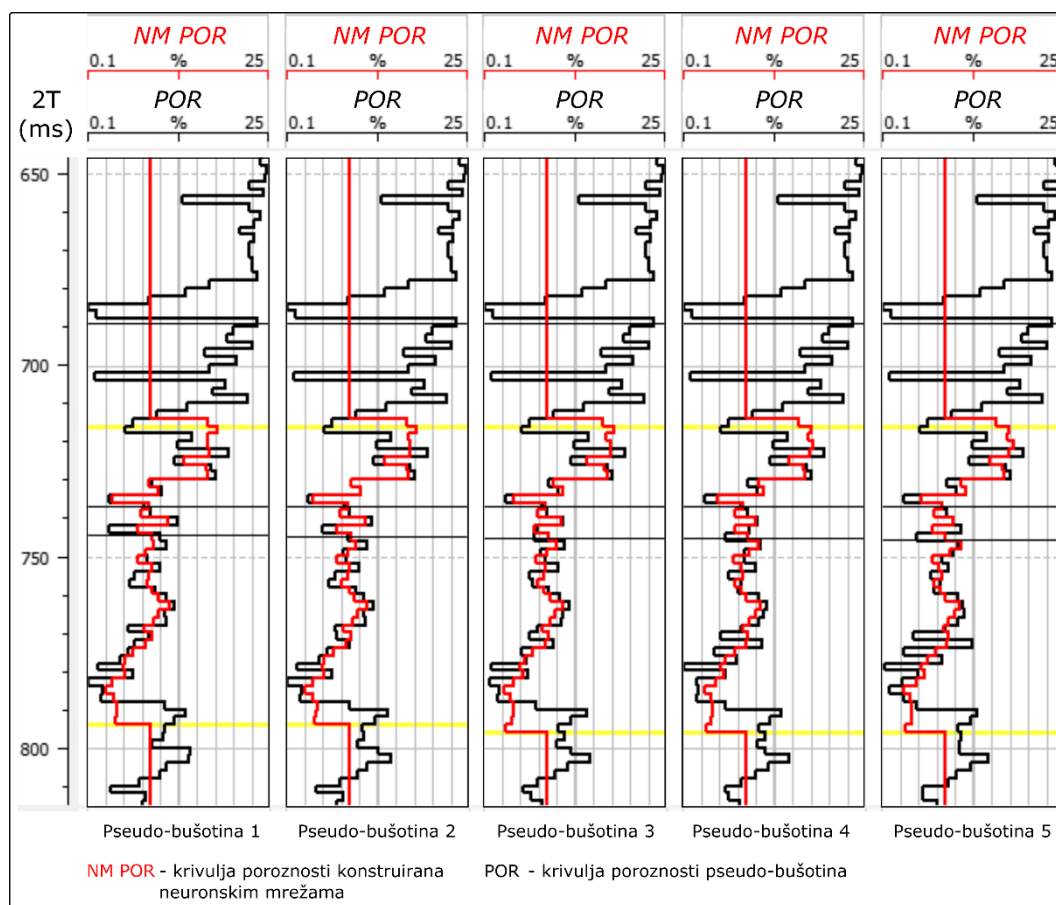 NM POR NM POR NM POR NM POR NM POR
0.1 % 25 0.1 % 25 0.1 % 25 0.1 % 25 0.1 % 25
2T POR POR POR POR POR
(ms) 0.1 % 25 0.1 % 25 0.1 % 25 0.1 % 25 0.1 % 25
650
700
750
800
Pseudo-bušotina 1 Pseudo-bušotina 2 Pseudo-bušotina 3 Pseudo-bušotina 4 Pseudo-bušotina 5
NM POR - krivulja poroznosti konstruirana POR - krivulja poroznosti pseudo-bušotina
neuronskim mrežama